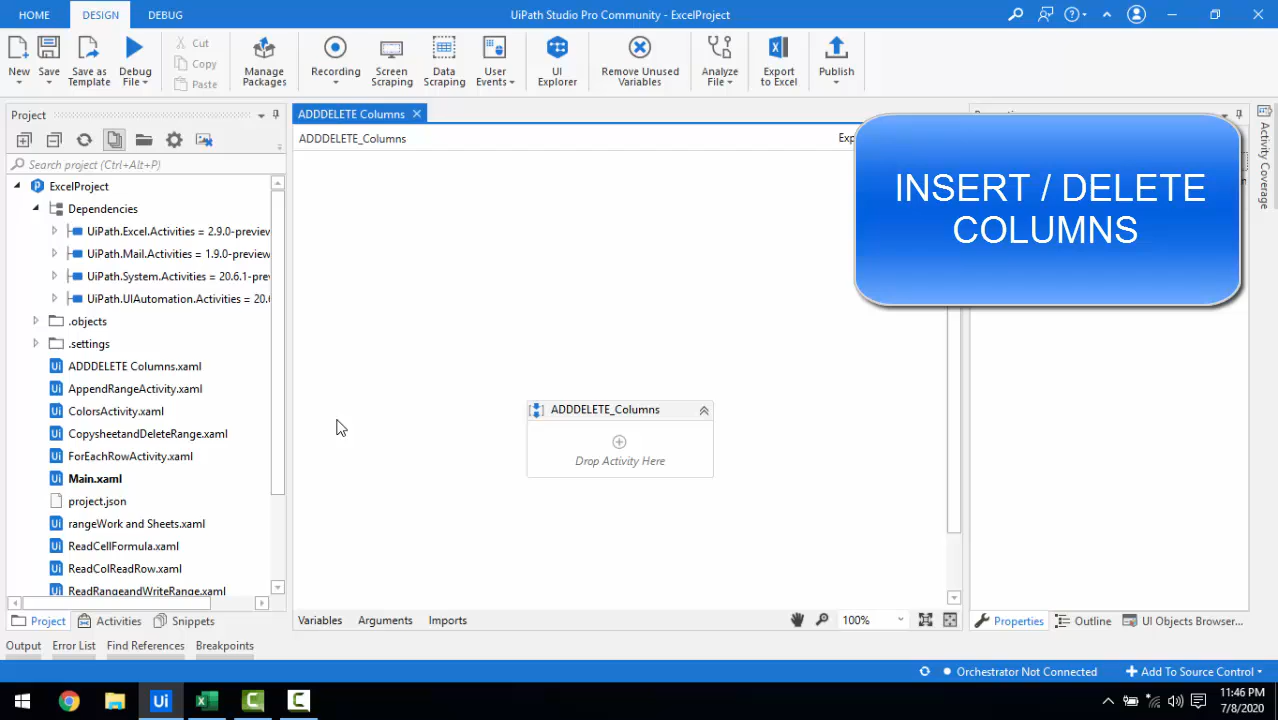 HOME
DESIGN
DEBUG
UiPath Studio Pro Community - ExcelProject
New
Save
Save as Template
Debug File
Cut
Copy
Paste
Manage Packages
Recording
Screen Scraping
Data Scraping
User Events
UI Explorer
Remove Unused Variables
Analyze File
Export to Excel
Publish
Project
ADDDELETE Columns
ADDDELETE_Columns
Search project (Ctrl+Alt+P)
ExcelProject
Dependencies
UiPath.Excel.Activities = 2.9.0-preview
UiPath.Mail.Activities = 1.9.0-preview
UiPath.System.Activities = 20.6.1-pre
UiPath.UIAutomation.Activities = 20.
.objects
.settings
ADDDELETE Columns.xaml
AppendRangeActivity.xaml
ColorsActivity.xaml
CopysheetandDeleteRange.xaml
ForEachRowActivity.xaml
Main.xaml
project.json
rangeWork and Sheets.xaml
ReadCellFormula.xaml
ReadColReadRow.xaml
ReadRangeandWriteRange.xaml
ADDDELETE_Columns
Drop Activity Here
INSERT / DELETE
COLUMNS
Activity Coverage
Project
Activities
Snippets
Variables
Arguments
Imports
100%
Properties
Outline
UI Objects Browser...
Output
Error List
Find References
Breakpoints
Orchestrator Not Connected
Add To Source Control
11:46 PM
7/8/2020